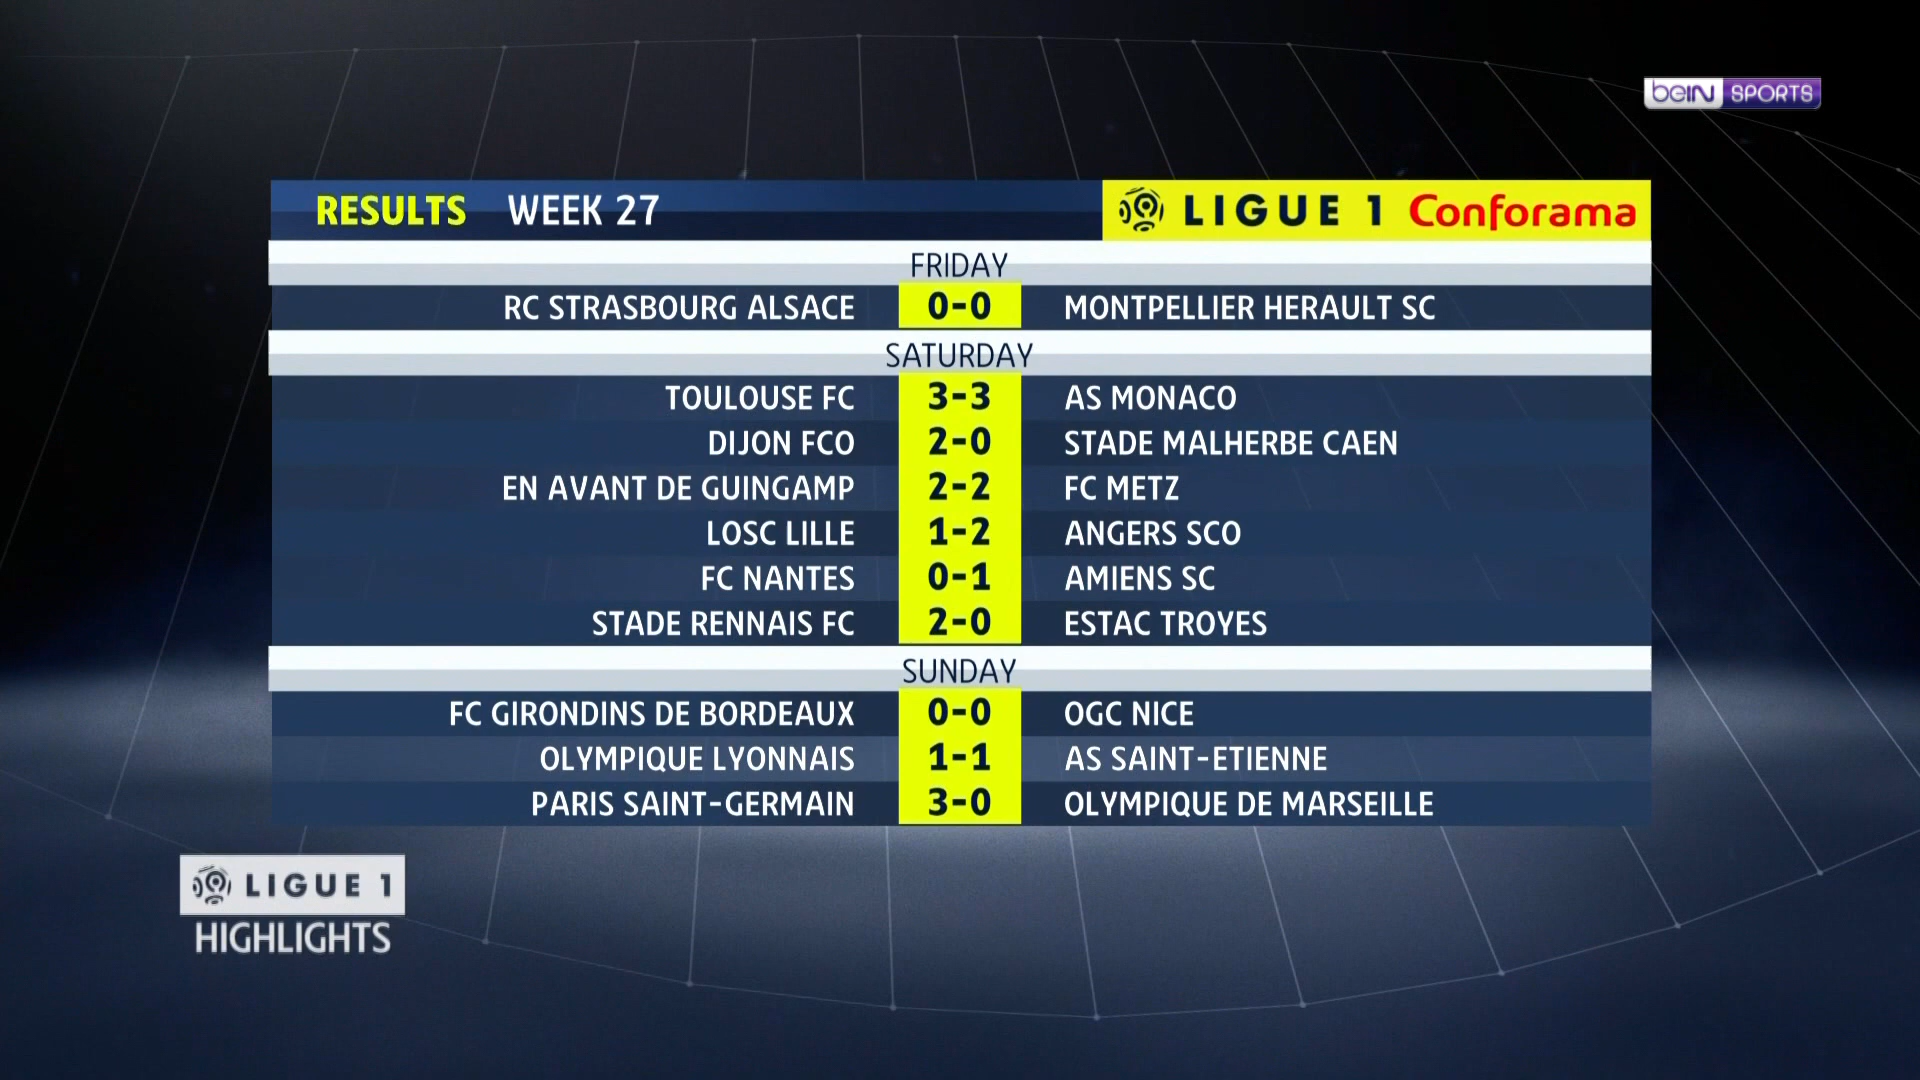 beIN SPORTS
RESULTS WEEK 27 LIGUE 1 Conforama
FRIDAY
RC STRASBOURG ALSACE 0-0 MONTPELLIER HERAULT SC
SATURDAY
TOULOUSE FC 3-3 AS MONACO
DIJON FCO 2-0 STADE MALHERBE CAEN
EN AVANT DE GUINGAMP 2-2 FC METZ
LOSC LILLE 1-2 ANGERS SCO
FC NANTES 0-1 AMIENS SC
STADE RENNAIS FC 2-0 ESTAC TROYES
SUNDAY
FC GIRONDINS DE BORDEAUX 0-0 OGC NICE
OLYMPIQUE LYONNAIS 1-1 AS SAINT-ETIENNE
PARIS SAINT-GERMAIN 3-0 OLYMPIQUE DE MARSEILLE
LIGUE 1
HIGHLIGHTS